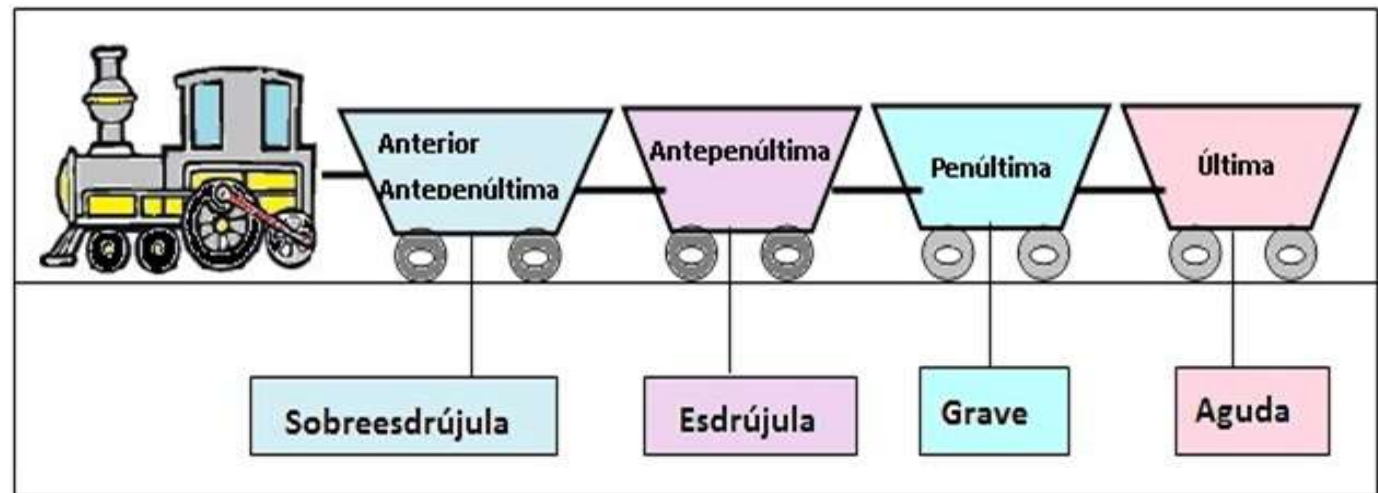 Anterior
Antepenúltima
Antepenúltima
Penúltima
Última
Sobreesdrújula
Esdrújula
Grave
Aguda